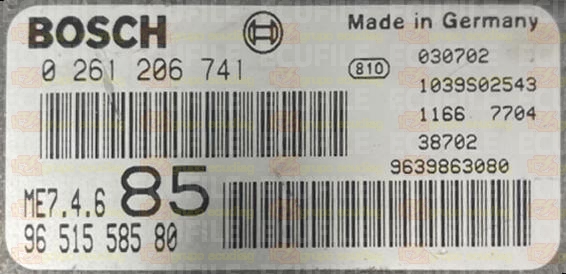 BOSCH
Made in Germany
0 261 206 741
810
030702
1039S02543
1166 7704
38702
9639863080
ME7.4.6 85
96 515 585 80